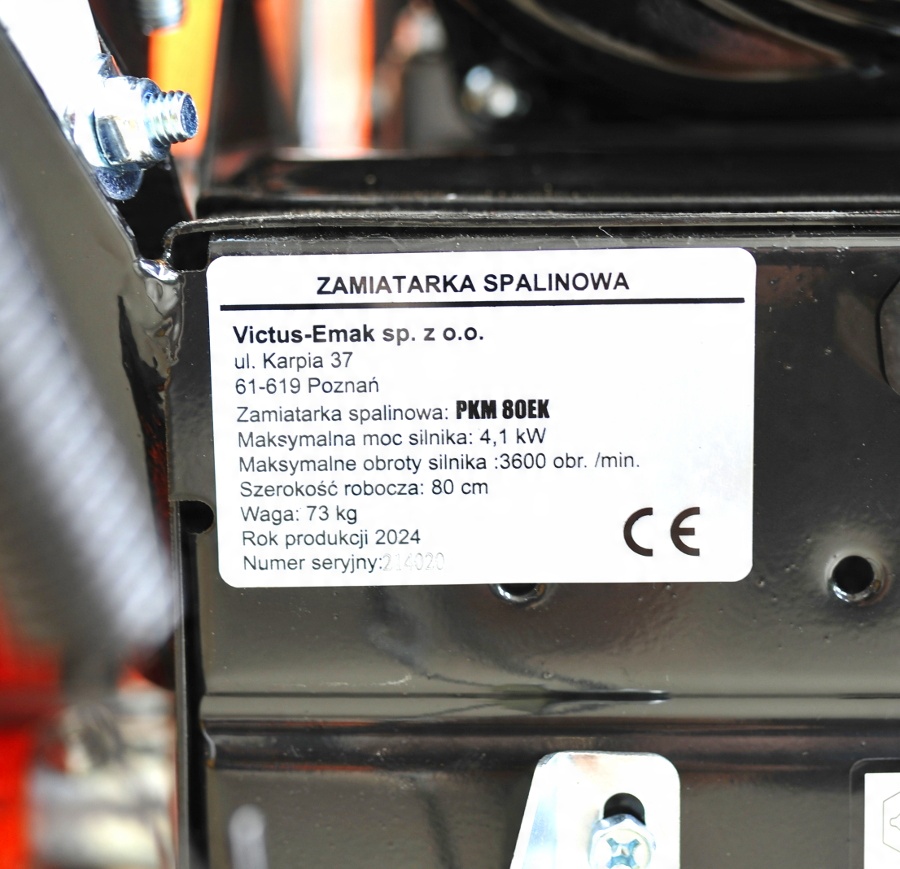 ZAMIATARKA SPALINOWA
Victus-Emak sp. z o.o.
ul. Karpia 37
61-619 Poznań
Zamiatarka spalinowa: PKM 80EK
Maksymalna moc silnika: 4,1 kW
Maksymalne obroty silnika :3600 obr. /min.
Szerokość robocza: 80 cm
Waga: 73 kg
Rok produkcji 2024
Numer seryjny:
CE